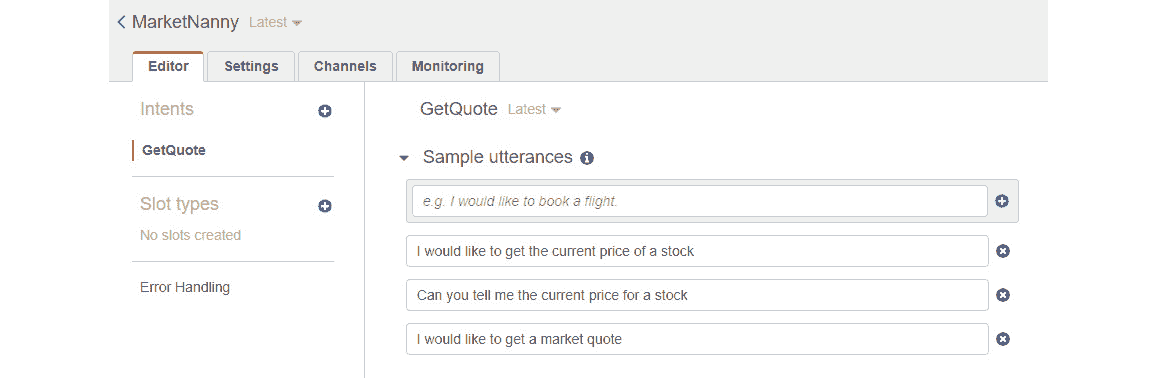 MarketNanny Latest
Editor Settings Channels Monitoring
Intents
GetQuote
Slot types
No slots created
Error Handling
GetQuote Latest
Sample utterances
e.g. I would like to book a flight.
I would like to get the current price of a stock
Can you tell me the current price for a stock
I would like to get a market quote